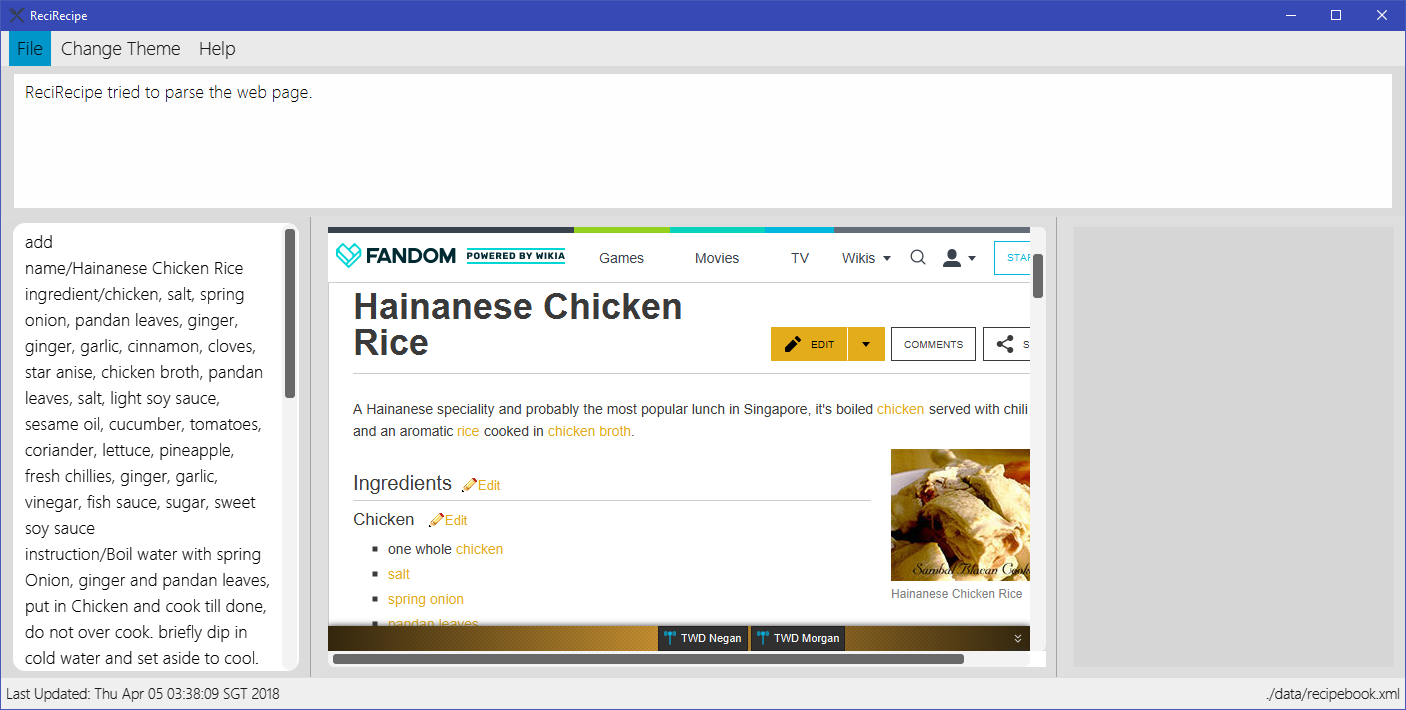 ReciRecipe
File Change Theme Help
ReciRecipe tried to parse the web page.
add
name/Hainanese Chicken Rice
ingredient/chicken, salt, spring
onion, pandan leaves, ginger,
ginger, garlic, cinnamon, cloves,
star anise, chicken broth, pandan
leaves, salt, light soy sauce,
sesame oil, cucumber, tomatoes,
coriander, lettuce, pineapple,
fresh chillies, ginger, garlic,
vinegar, fish sauce, sugar, sweet
soy sauce
instruction/Boil water with spring
Onion, ginger and pandan leaves,
put in Chicken and cook till done,
do not over cook. briefly dip in
cold water and set aside to cool.
FANDOM POWERED BY WIKIA Games Movies TV Wikis STAR
Hainanese Chicken
Rice
EDIT COMMENTS S
A Hainanese speciality and probably the most popular lunch in Singapore, it's boiled chicken served with chili
and an aromatic rice cooked in chicken broth.
Ingredients Edit
Chicken Edit
one whole chicken
salt
spring onion
pandan leaves
Sambal Blacan Cook
Hainanese Chicken Rice
TWD Negan TWD Morgan
Last Updated: Thu Apr 05 03:38:09 SGT 2018
./data/recipebook.xml